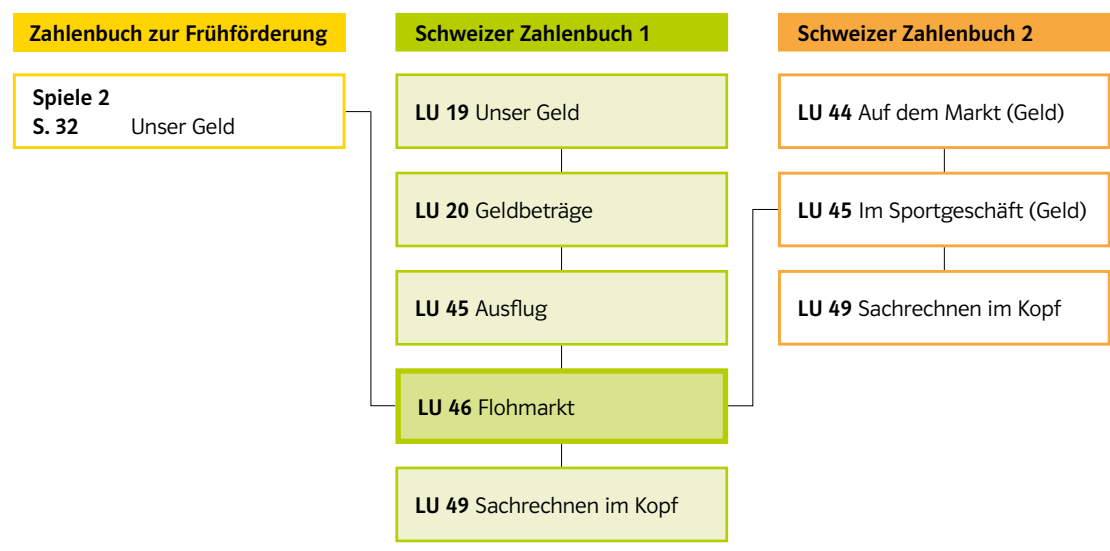 Zahlenbuch zur Frühförderung
Spiele 2
S. 32 Unser Geld
Schweizer Zahlenbuch 1
LU 19 Unser Geld
LU 20 Geldbeträge
LU 45 Ausflug
LU 46 Flohmarkt
LU 49 Sachrechnen im Kopf
Schweizer Zahlenbuch 2
LU 44 Auf dem Markt (Geld)
LU 45 Im Sportgeschäft (Geld)
LU 49 Sachrechnen im Kopf